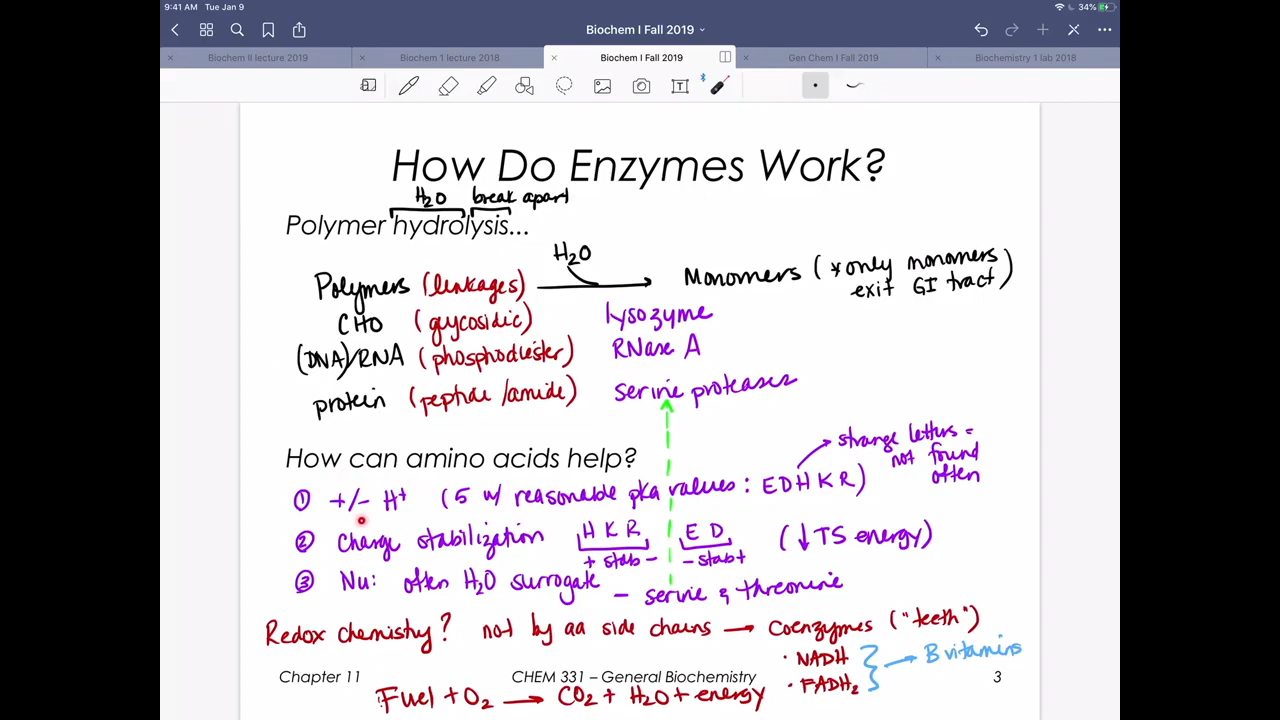 9:41 AM Tue Jan 9
34%
Biochem I Fall 2019
Biochem II lecture 2019
Biochem 1 lecture 2018
Biochem I Fall 2019
Gen Chem I Fall 2019
Biochemistry 1 lab 2018
How Do Enzymes Work?
H₂O break apart
Polymer hydrolysis...
H₂O
Polymers (linkages) → Monomers (*only monomers
exit GI tract)
CHO (glycosidic) lysozyme
(DNA)/RNA (phosphodiester) RNase A
protein (peptide/amide) serine proteases
strange letters =
not found
often
How can amino acids help?
① +/- H⁺ (5 w/ reasonable pka values: EDHKR)
② Charge stabilization HKR ED (↓ TS energy)
+ stab - - stab +
③ Nu: often H₂O surrogate - serine & threonine
Redox chemistry? not by aa side chains → Coenzymes ("teeth")
• NADH → B vitamins
Chapter 11 CHEM 331 – General Biochemistry 3
• FADH₂
Fuel + O₂ → CO₂ + H₂O + energy